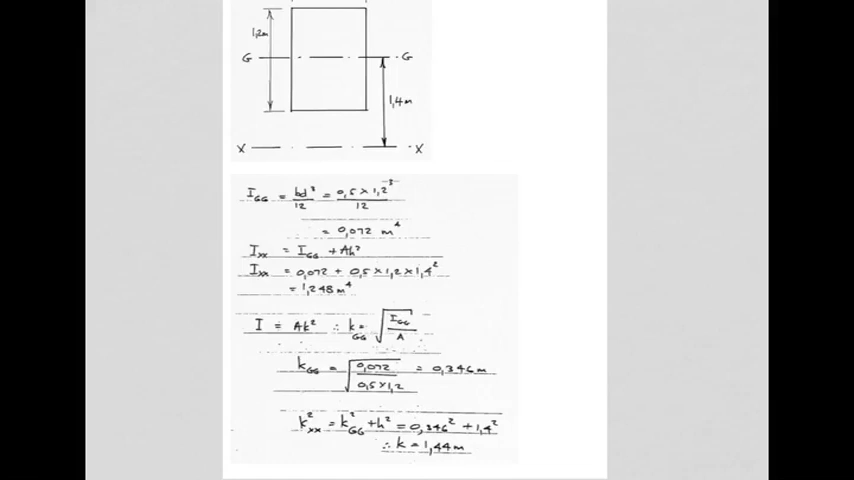 1,2m
G G
1,4m
X X
I_GG = bd³/12 = 0,5 × 1,2³/12
= 0,072 m⁴
I_xx = I_GG + Ah²
I_xx = 0,072 + 0,5 × 1,2 × 1,4²
= 1,248 m⁴
I = Ak² ∴ k_GG = √(I_GG/A)
k_GG = √(0,072/0,5×1,2) = 0,346 m
k²_xx = k²_GG + h² = 0,346² + 1,4²
∴ k = 1,44m